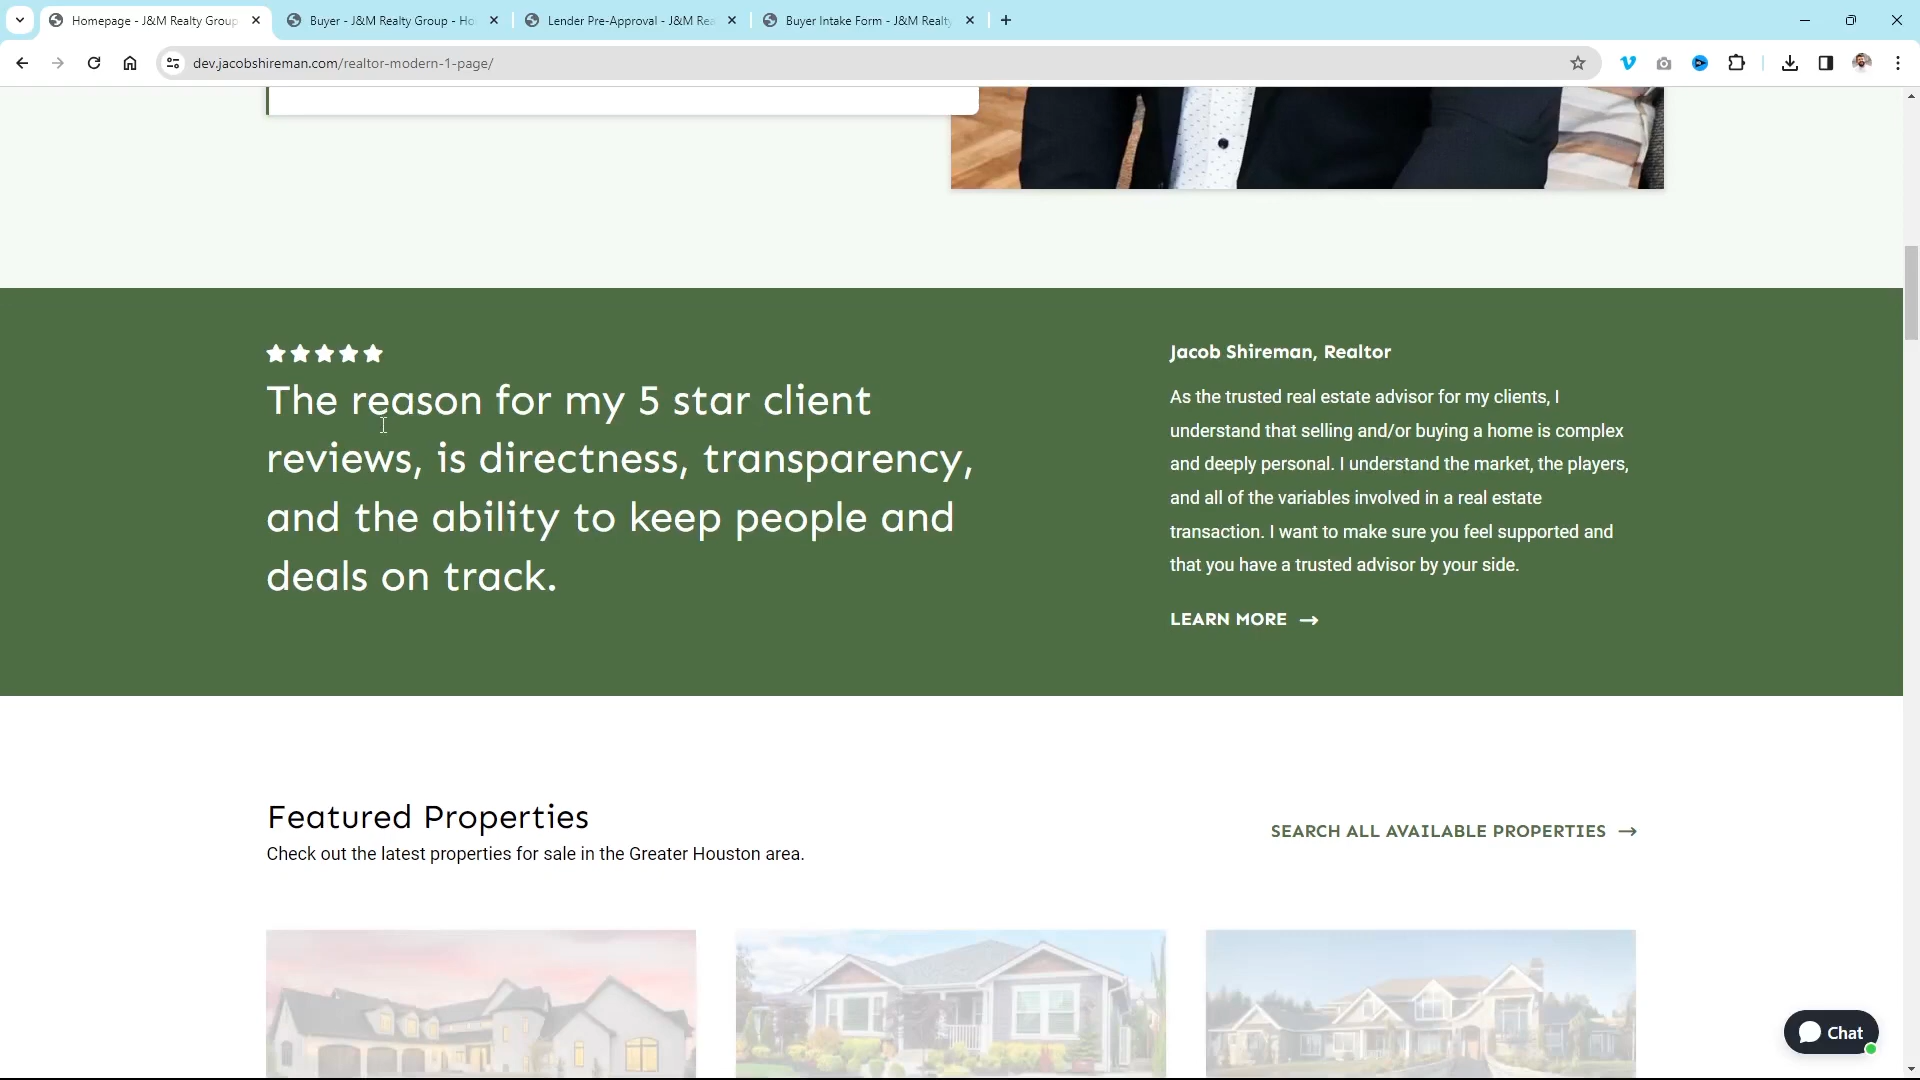 Homepage - J&M Realty Group
Buyer - J&M Realty Group - Ho
Lender Pre-Approval - J&M Rea
Buyer Intake Form - J&M Realt
dev.jacobshireman.com/realtor-modern-1-page/
The reason for my 5 star client
reviews, is directness, transparency,
and the ability to keep people and
deals on track.
Jacob Shireman, Realtor
As the trusted real estate advisor for my clients, I
understand that selling and/or buying a home is complex
and deeply personal. I understand the market, the players,
and all of the variables involved in a real estate
transaction. I want to make sure you feel supported and
that you have a trusted advisor by your side.
LEARN MORE →
Featured Properties
Check out the latest properties for sale in the Greater Houston area.
SEARCH ALL AVAILABLE PROPERTIES →
Chat